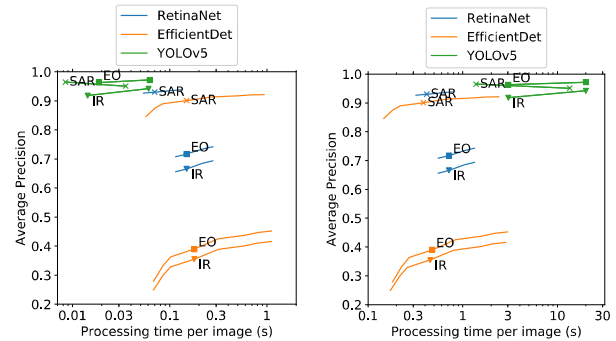 RetinaNet
EfficientDet
YOLOv5
1.0
0.9
0.8
0.7
0.6
0.5
0.4
0.3
0.2
Average Precision
SAR
EO
IR
SAR
SAR
EO
IR
EO
IR
0.01 0.03 0.1 0.3 1
Processing time per image (s)
RetinaNet
EfficientDet
YOLOv5
1.0
0.9
0.8
0.7
0.6
0.5
0.4
0.3
0.2
Average Precision
SAR
EO
IR
SAR
SAR
EO
IR
EO
IR
0.1 0.3 1 3 10 30
Processing time per image (s)